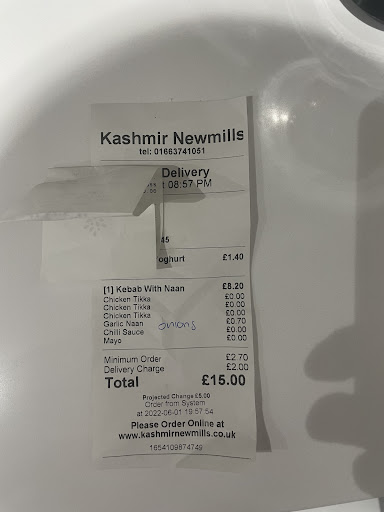 Kashmir Newmills
tel: 01663741051
Delivery
08:57 PM
45
oghurt £1.40
[1] Kebab With Naan £8.20
Chicken Tikka £0.00
Chicken Tikka £0.00
Chicken Tikka £0.00
Garlic Naan £0.70
Chilli Sauce onions £0.00
Mayo £0.00
Minimum Order £2.70
Delivery Charge £2.00
Total £15.00
Projected Change £5.00
Order from System
at 2022-06-01 19:57:54
Please Order Online at
www.kashmirnewmills.co.uk
1654109874749